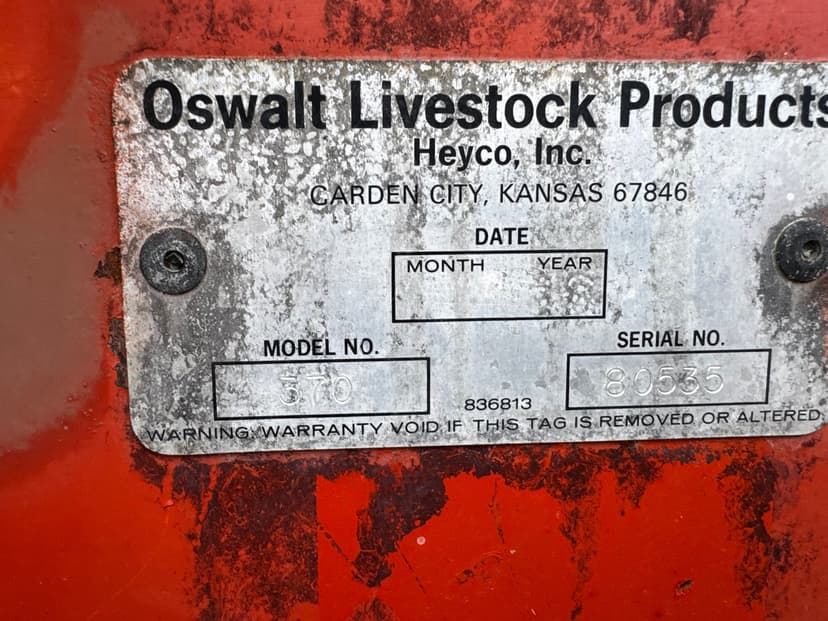 Oswalt Livestock Products
Heyco, Inc.
GARDEN CITY, KANSAS 67846
DATE
MONTH YEAR
MODEL NO. SERIAL NO.
370 80535
836813
WARNING: WARRANTY VOID IF THIS TAG IS REMOVED OR ALTERED.